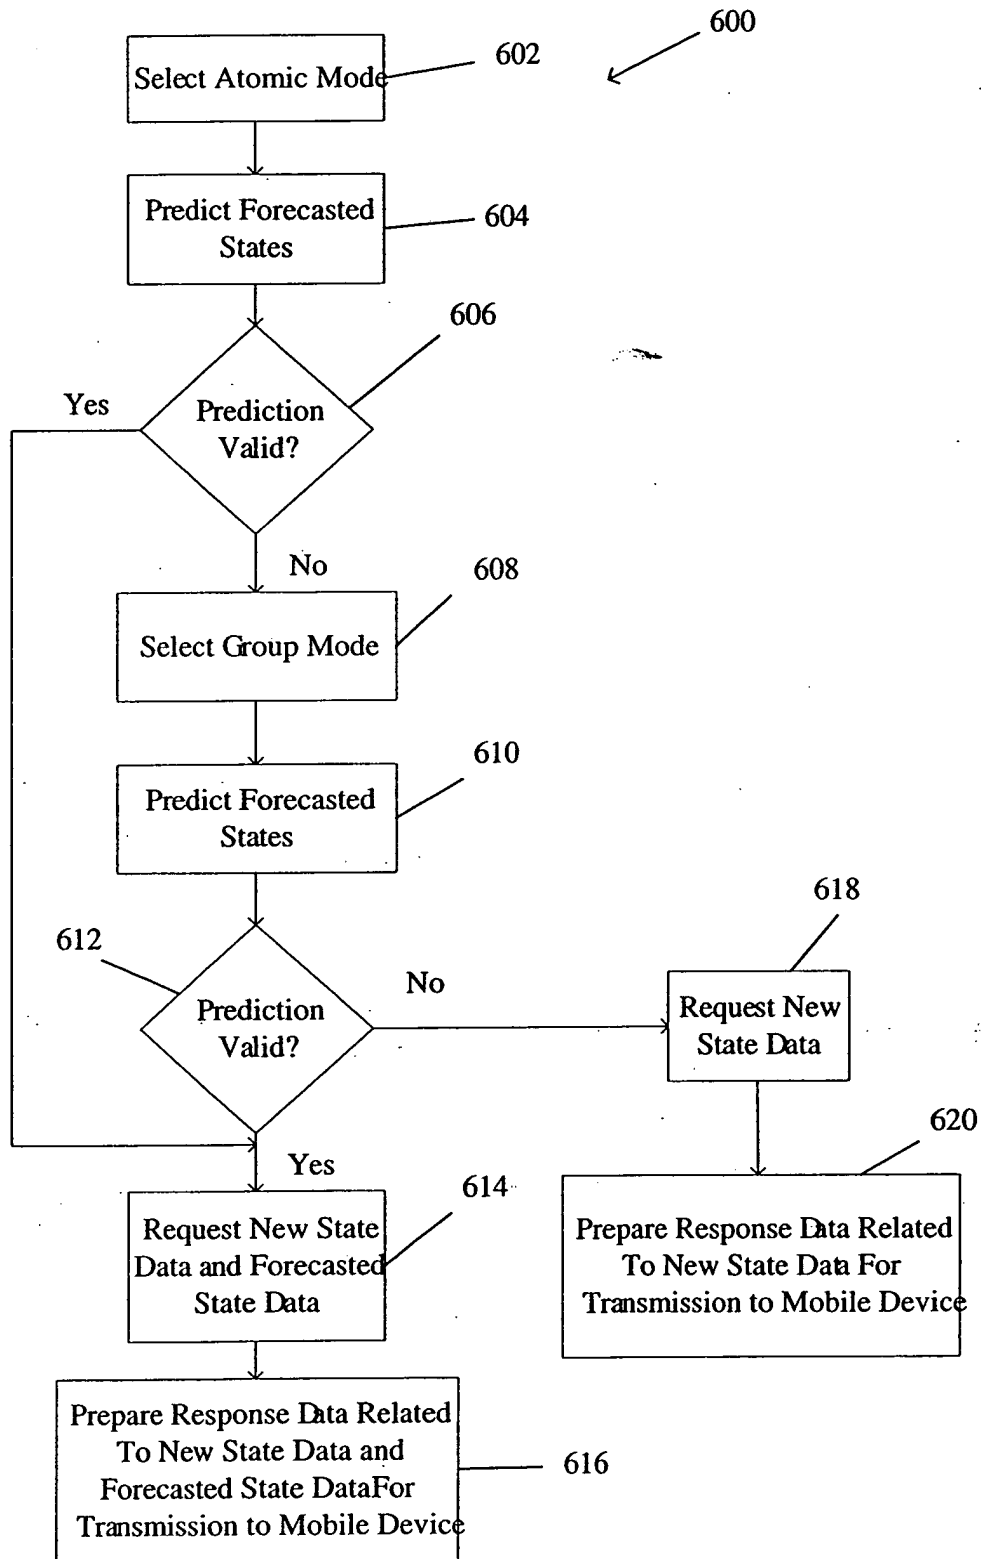 600
Select Atomic Mode
602
Predict Forecasted
States
604
606
Yes
Prediction
Valid?
No
608
Select Group Mode
610
Predict Forecasted
States
618
612
Prediction
Valid?
No
Request New
State Data
620
Yes
614
Request New State
Data and Forecasted
State Data
Prepare Response Data Related
To New State Data For
Transmission to Mobile Device
Prepare Response Data Related
To New State Data and
Forecasted State DataFor
Transmission to Mobile Device
616